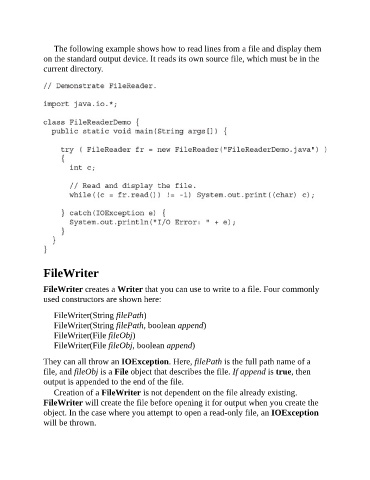 The following example shows how to read lines from a file and display them
on the standard output device. It reads its own source file, which must be in the
current directory.
// Demonstrate FileReader.
import java.io.*;
class FileReaderDemo {
public static void main(String args[]) {
try ( FileReader fr = new FileReader("FileReaderDemo.java") )
{
int c;
// Read and display the file.
while((c = fr.read()) != -1) System.out.print((char) c);
} catch(IOException e) {
System.out.println("I/O Error: " + e);
}
}
}
FileWriter
FileWriter creates a Writer that you can use to write to a file. Four commonly
used constructors are shown here:
FileWriter(String filePath)
FileWriter(String filePath, boolean append)
FileWriter(File fileObj)
FileWriter(File fileObj, boolean append)
They can all throw an IOException. Here, filePath is the full path name of a
file, and fileObj is a File object that describes the file. If append is true, then
output is appended to the end of the file.
Creation of a FileWriter is not dependent on the file already existing.
FileWriter will create the file before opening it for output when you create the
object. In the case where you attempt to open a read-only file, an IOException
will be thrown.